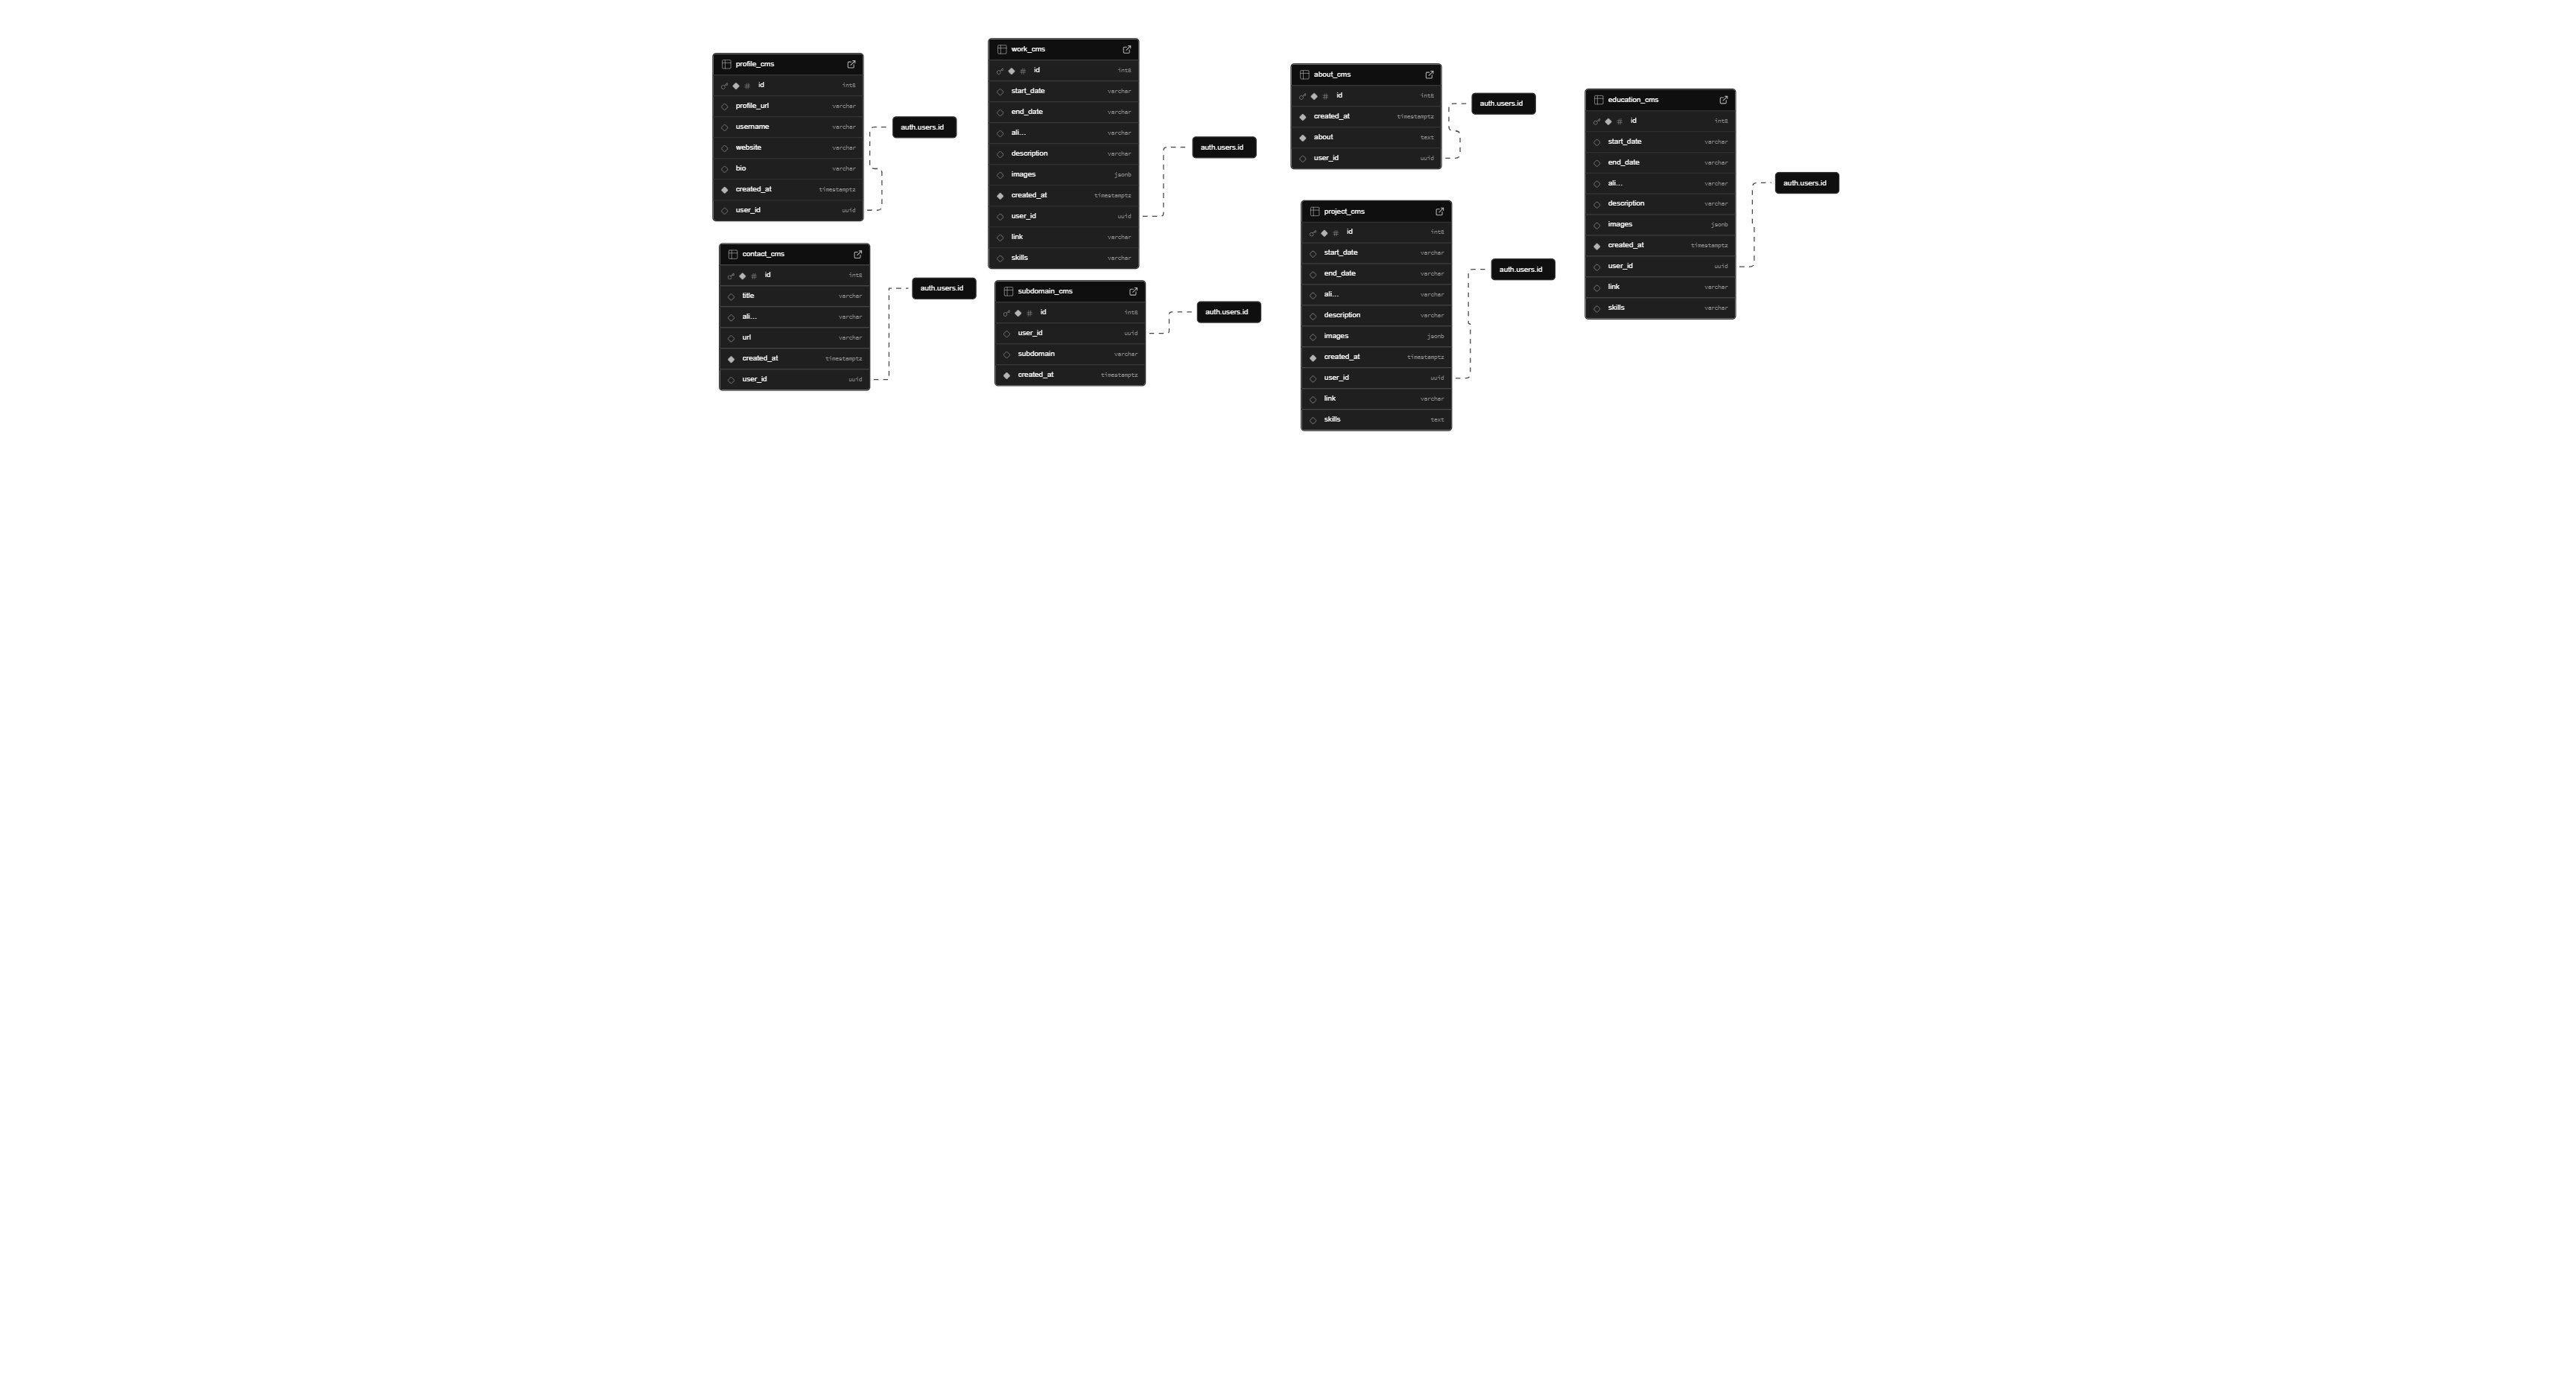 profile_cms
id int8
profile_url varchar
username varchar
website varchar
bio varchar
created_at timestamptz
user_id uuid
auth.users.id
contact_cms
id int8
title varchar
ali... varchar
url varchar
created_at timestamptz
user_id uuid
auth.users.id
work_cms
id int8
start_date varchar
end_date varchar
ali... varchar
description varchar
images jsonb
created_at timestamptz
user_id uuid
link varchar
skills varchar
auth.users.id
subdomain_cms
id int8
user_id uuid
subdomain varchar
created_at timestamptz
auth.users.id
about_cms
id int8
created_at timestamptz
about text
user_id uuid
auth.users.id
project_cms
id int8
start_date varchar
end_date varchar
ali... varchar
description varchar
images jsonb
created_at timestamptz
user_id uuid
link varchar
skills text
auth.users.id
education_cms
id int8
start_date varchar
end_date varchar
ali... varchar
description varchar
images jsonb
created_at timestamptz
user_id uuid
link varchar
skills varchar
auth.users.id